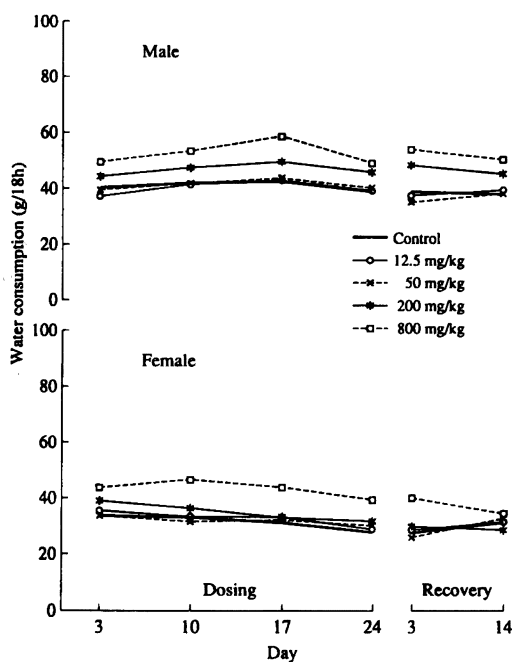 100
80
60
40
20
0
Male
Control
12.5 mg/kg
50 mg/kg
200 mg/kg
800 mg/kg
Water consumption (g/18h)
100
80
60
40
20
0
Female
Dosing
Recovery
3 10 17 24 3 14
Day